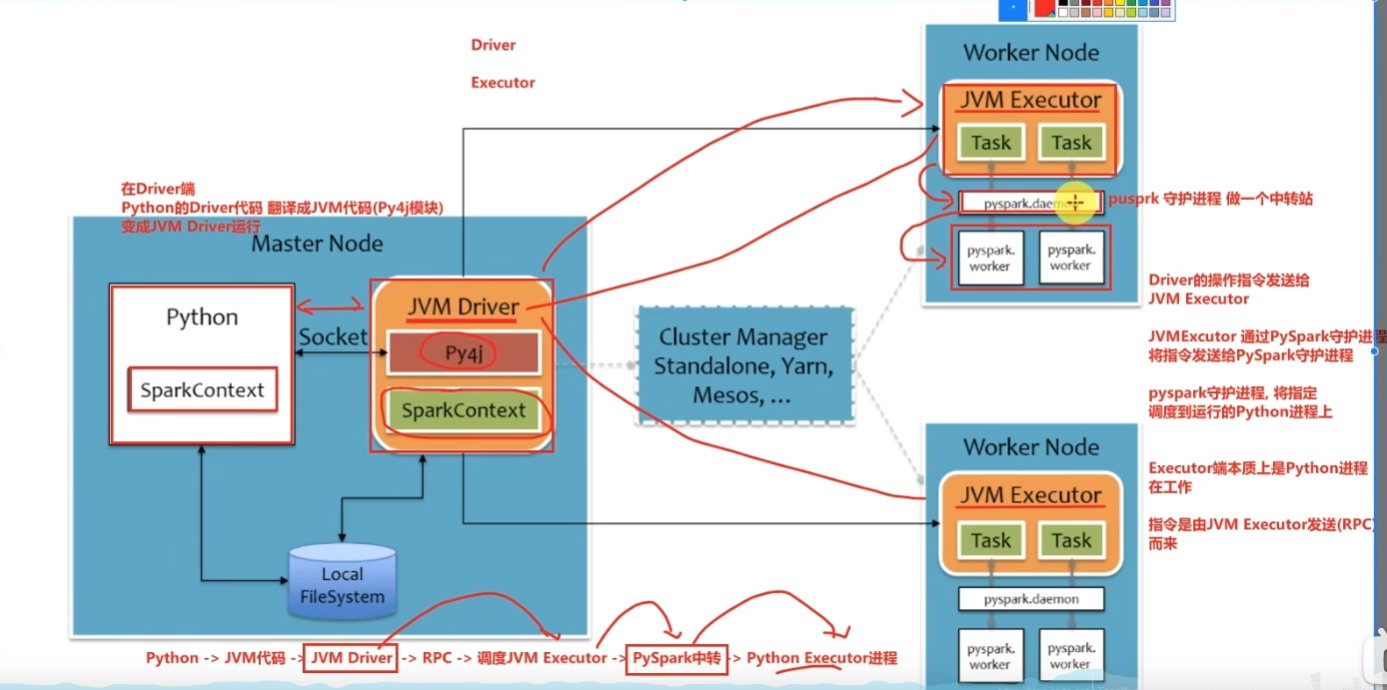 Driver
Executor
在Driver端
Python的Driver代码 翻译成JVM代码(Py4j模块)
变成JVM Driver运行
Master Node
Python
SparkContext
Socket
JVM Driver
Py4j
SparkContext
Local
FileSystem
Cluster Manager
Standalone, Yarn,
Mesos, ...
Worker Node
JVM Executor
Task
Task
pyspark.daemon
pyspark.
worker
pyspark.
worker
pusprk 守护进程 做一个中转站
Driver的操作指令发送给
JVM Executor
JVMExcutor 通过PySpark守护进程
将指令发送给PySpark守护进程
pyspark守护进程, 将指定
调度到运行的Python进程上
Executor端本质上是Python进程
在工作
指令是由JVM Executor发送(RPC)
而来
Worker Node
JVM Executor
Task
Task
pyspark.daemon
pyspark.
worker
pyspark.
worker
Python -> JVM代码 -> JVM Driver -> RPC -> 调度JVM Executor -> PySpark中转 -> Python Executor进程